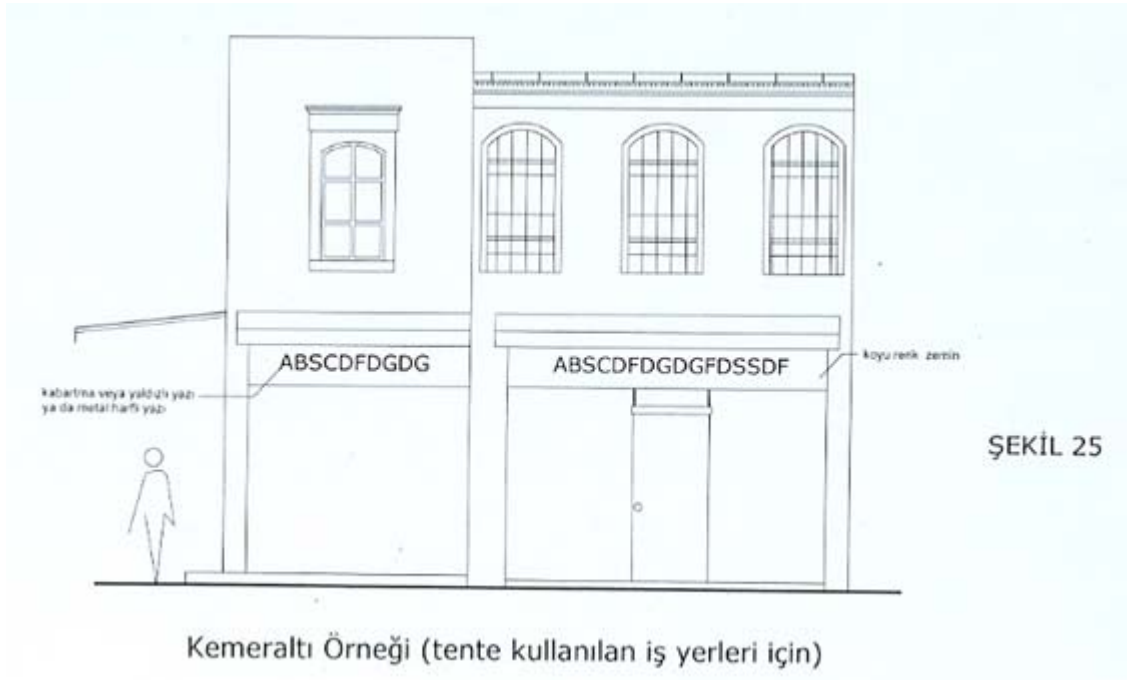 ABSCDFDGDG
ABSCDFDGDGFDSSDF
koyu renk zemin
kabartma veya yaldızlı yazı
ya da metal harfli yazı
ŞEKİL 25
Kemeraltı Örneği (tente kullanılan iş yerleri için)